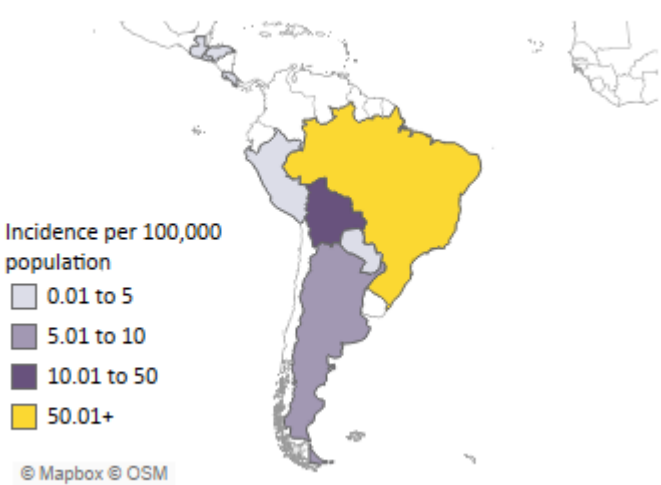 Incidence per 100,000
population
0.01 to 5
5.01 to 10
10.01 to 50
50.01+
© Mapbox © OSM